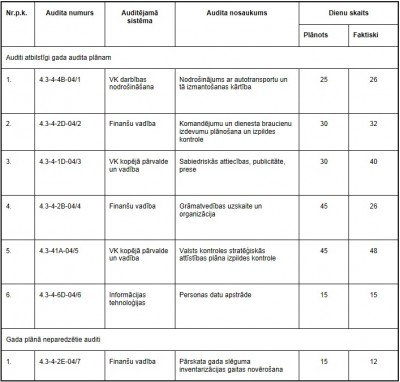 Nr.p.k. Audita numurs Auditējamā sistēma Audita nosaukums Dienu skaits
Plānots Faktiski
Auditi atbilstīgi gada audita plānam
1. 4.3-4-4B-04/1 VK darbības nodrošināšana Nodrošinājums ar autotransportu un tā izmantošanas kārtība 25 26
2. 4.3-4-2D-04/2 Finanšu vadība Komandējumu un dienesta braucienu izdevumu plānošana un izpildes kontrole 30 32
3. 4.3-4-1D-04/3 VK kopējā pārvalde un vadība Sabiedriskās attiecības, publicitāte, prese 30 40
4. 4.3-4-2B-04/4 Finanšu vadība Grāmatvedības uzskaite un organizācija 45 26
5. 4.3-41A-04/5 VK kopējā pārvalde un vadība Valsts kontroles stratēģiskās attīstības plāna izpildes kontrole 45 48
6. 4.3-4-6D-04/6 Informācijas tehnoloģijas Personas datu apstrāde 15 15
Gada plānā neparedzētie auditi
1. 4.3-4-2E-04/7 Finanšu vadība Pārskata gada slēguma inventarizācijas gaitas novērošana 15 12